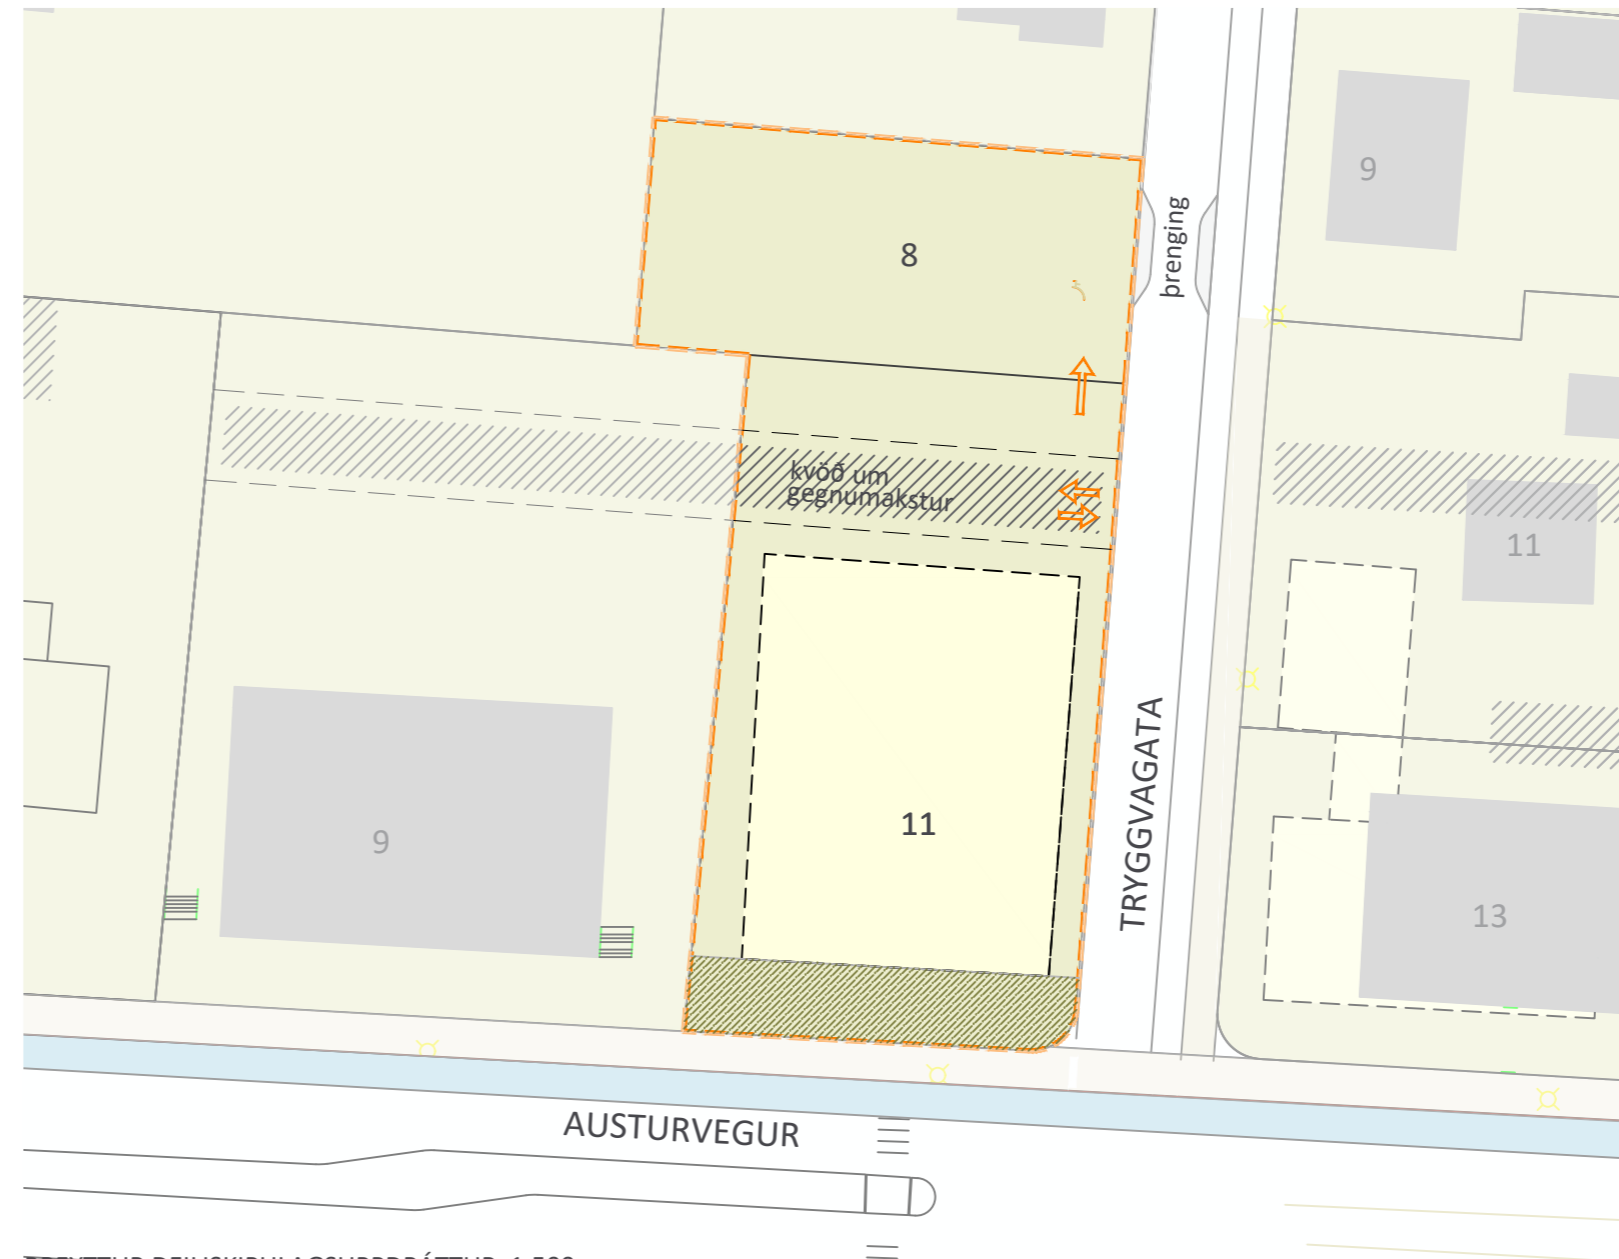 9
þrenging
8
kvöð um
gegnumakstur
11
TRYGGVAGATA
11
9
13
AUSTURVEGUR